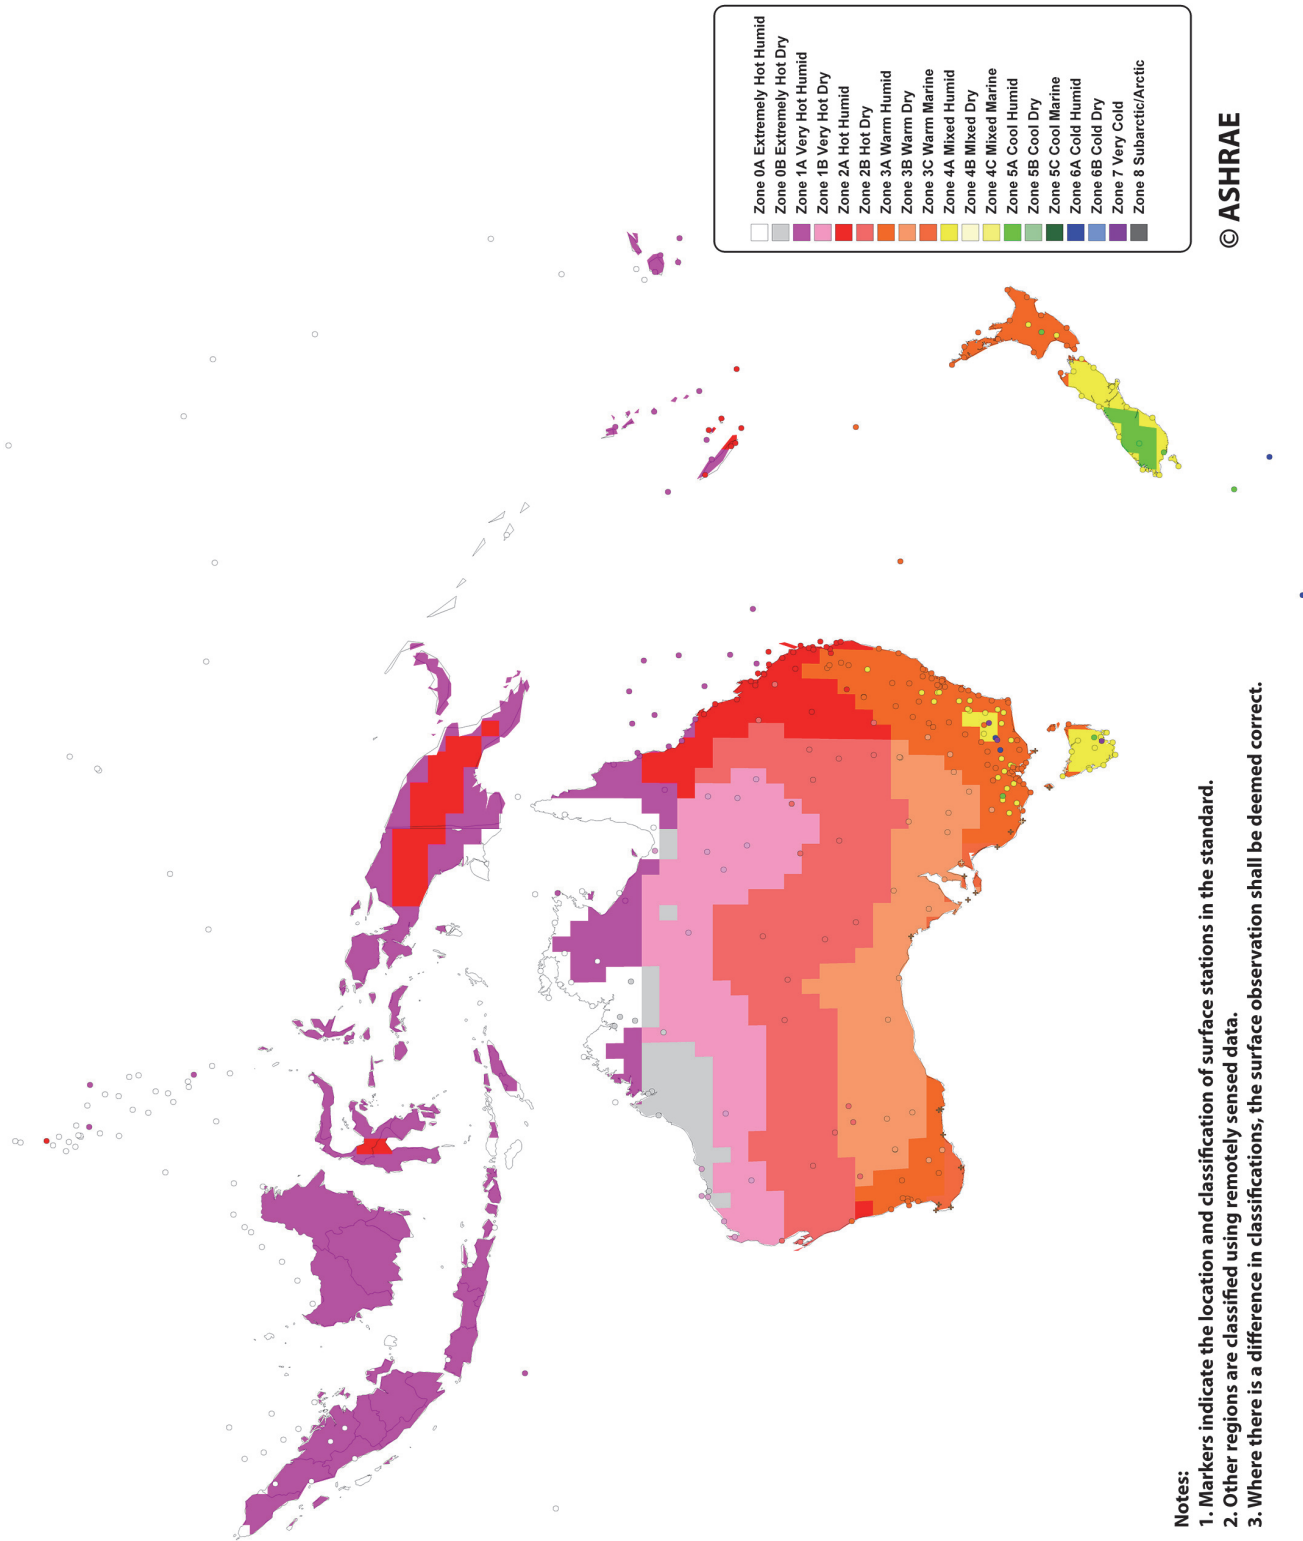 Zone 0A Extremely Hot Humid
Zone 0B Extremely Hot Dry
Zone 1A Very Hot Humid
Zone 1B Very Hot Dry
Zone 2A Hot Humid
Zone 2B Hot Dry
Zone 3A Warm Humid
Zone 3B Warm Dry
Zone 3C Warm Marine
Zone 4A Mixed Humid
Zone 4B Mixed Dry
Zone 4C Mixed Marine
Zone 5A Cool Humid
Zone 5B Cool Dry
Zone 5C Cool Marine
Zone 6A Cold Humid
Zone 6B Cold Dry
Zone 7 Very Cold
Zone 8 Subarctic/Arctic
© ASHRAE
Notes:
1. Markers indicate the location and classification of surface stations in the standard.
2. Other regions are classified using remotely sensed data.
3. Where there is a difference in classifications, the surface observation shall be deemed correct.